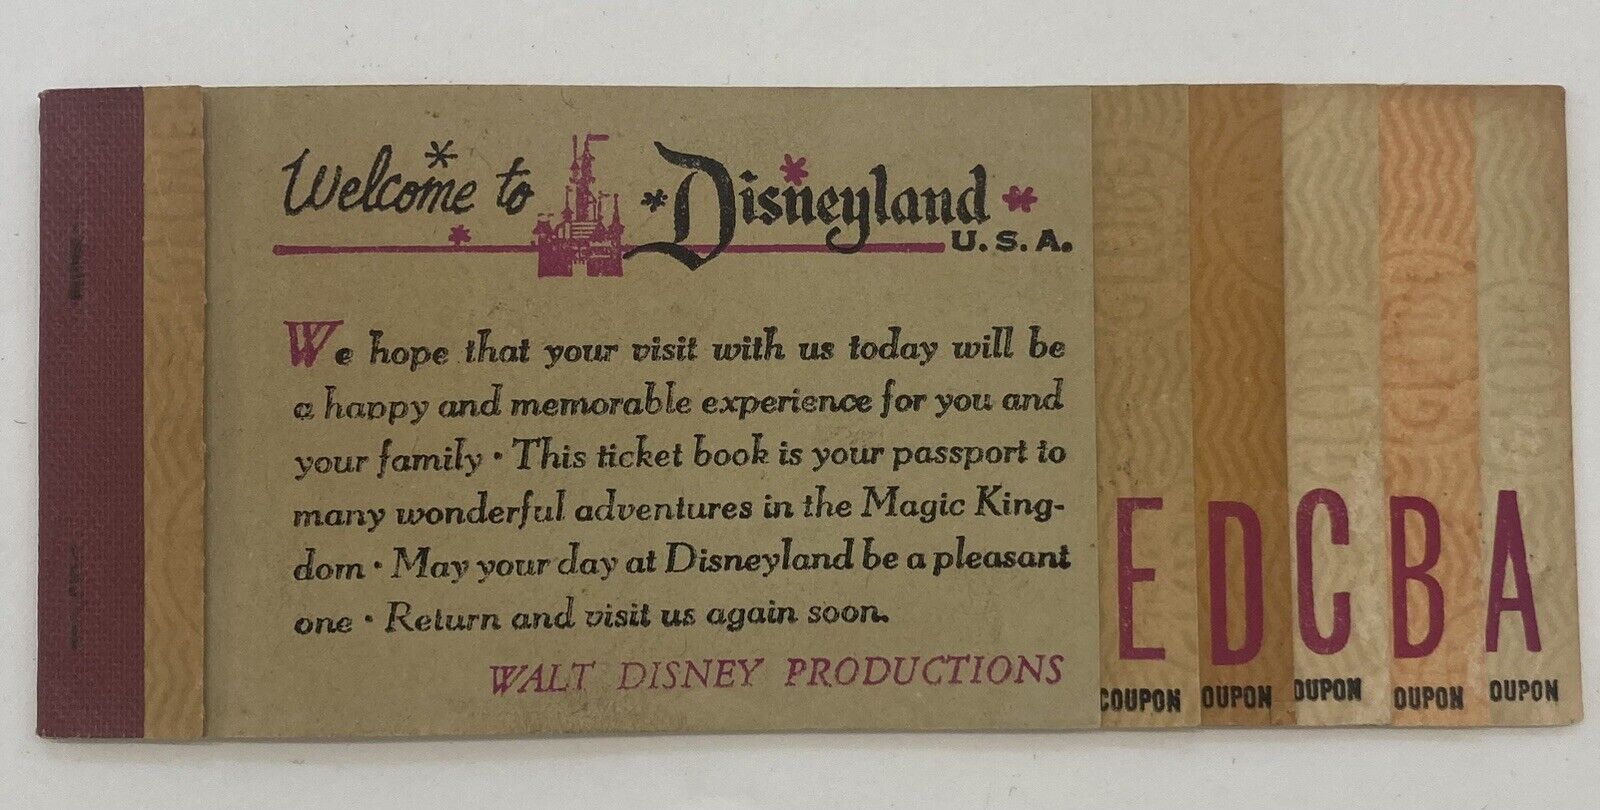 Welcome to Disneyland
U.S.A.
We hope that your visit with us today will be
a happy and memorable experience for you and
your family • This ticket book is your passport to
many wonderful adventures in the Magic King-
dom • May your day at Disneyland be a pleasant
one • Return and visit us again soon.
WALT DISNEY PRODUCTIONS
E D C B A
COUPON OUPON OUPON OUPON OUPON